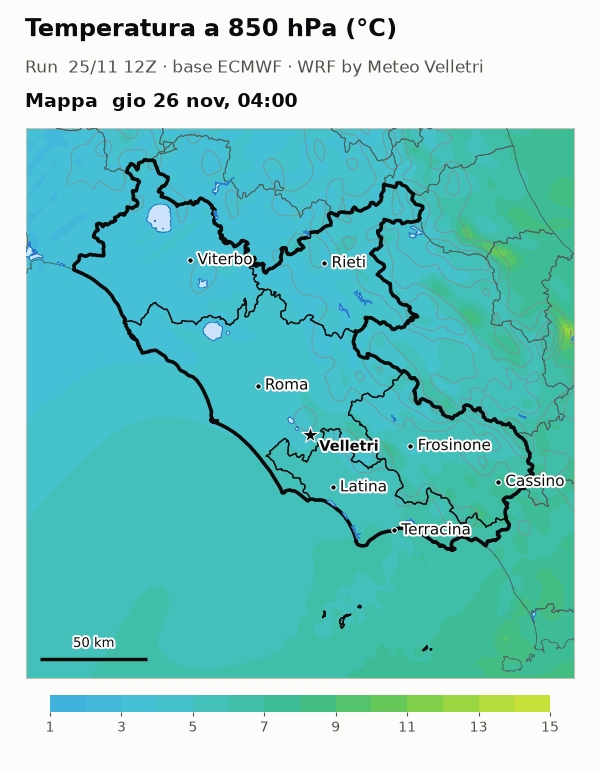 Temperatura a 850 hPa (°C)
Run  25/11 12Z · base ECMWF · WRF by Meteo Velletri
Mappa  gio 26 nov, 04:00
Viterbo
Rieti
Roma
Velletri
Frosinone
Cassino
Latina
Terracina
50 km
1 3 5 7 9 11 13 15